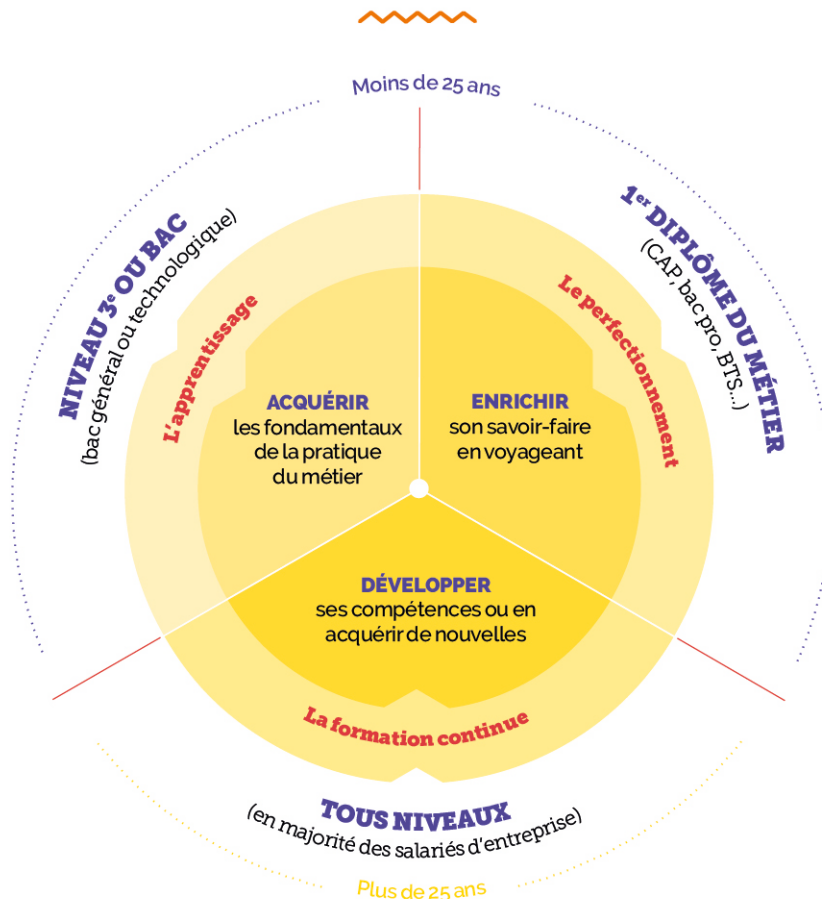 Moins de 25 ans
NIVEAU 3e OU BAC
(bac général ou technologique)
L'apprentissage
ACQUÉRIR
les fondamentaux
de la pratique
du métier
1er DIPLÔME DU MÉTIER
(CAP, bac pro, BTS...)
Le perfectionnement
ENRICHIR
son savoir-faire
en voyageant
DÉVELOPPER
ses compétences ou en
acquérir de nouvelles
La formation continue
TOUS NIVEAUX
(en majorité des salariés d'entreprise)
Plus de 25 ans